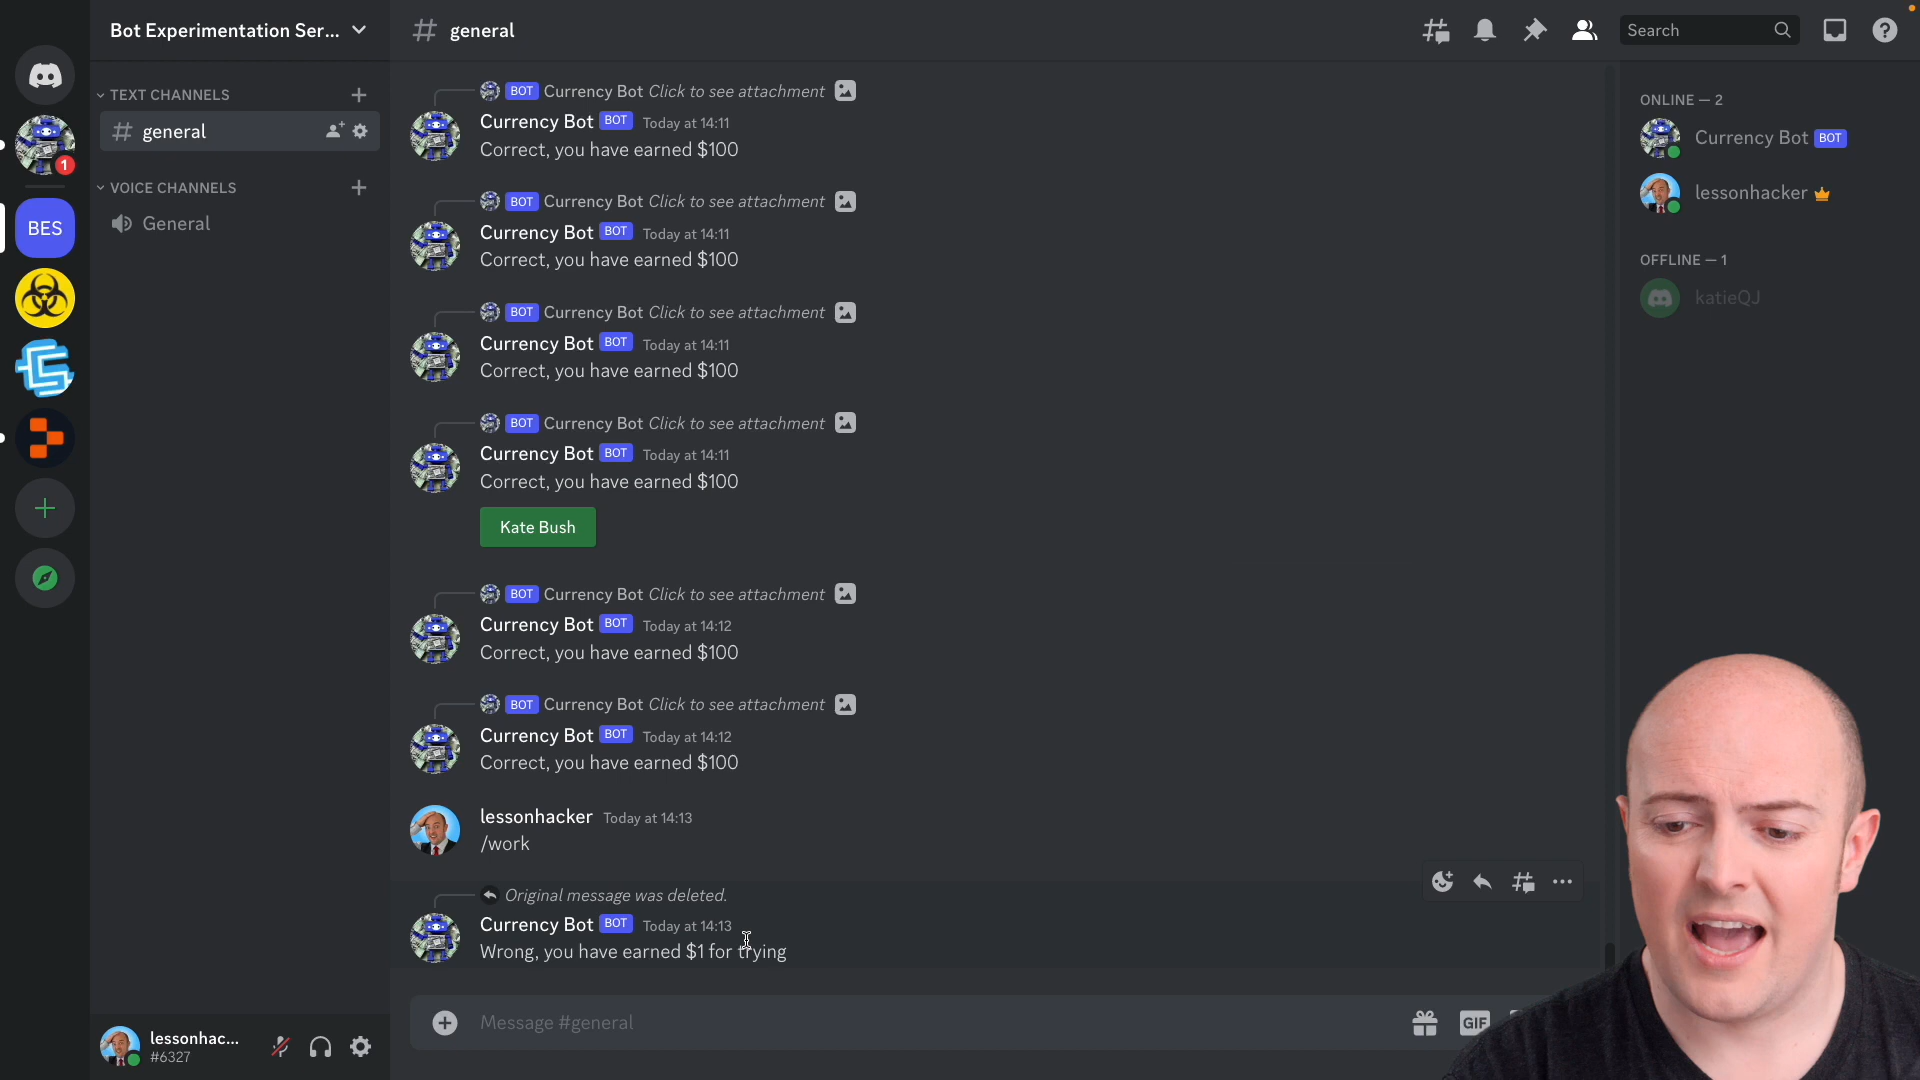 Bot Experimentation Ser...
general
Search
TEXT CHANNELS
general
VOICE CHANNELS
General
1
BES
BOT Currency Bot Click to see attachment
Currency Bot BOT Today at 14:11
Correct, you have earned $100
BOT Currency Bot Click to see attachment
Currency Bot BOT Today at 14:11
Correct, you have earned $100
BOT Currency Bot Click to see attachment
Currency Bot BOT Today at 14:11
Correct, you have earned $100
BOT Currency Bot Click to see attachment
Currency Bot BOT Today at 14:11
Correct, you have earned $100
Kate Bush
BOT Currency Bot Click to see attachment
Currency Bot BOT Today at 14:12
Correct, you have earned $100
BOT Currency Bot Click to see attachment
Currency Bot BOT Today at 14:12
Correct, you have earned $100
lessonhacker Today at 14:13
/work
Original message was deleted.
Currency Bot BOT Today at 14:13
Wrong, you have earned $1 for trying
Message #general
GIF
lessonhac...
#6327
ONLINE — 2
Currency Bot BOT
lessonhacker
OFFLINE — 1
katieQJ